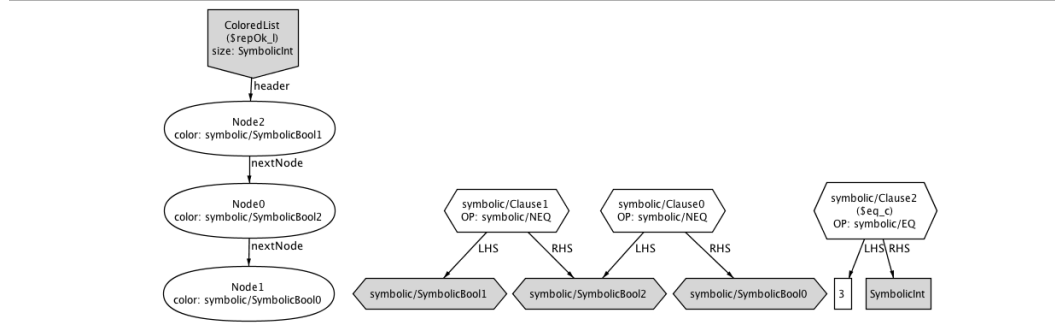 ColoredList
($repOk_l)
size: SymbolicInt
header
Node2
color: symbolic/SymbolicBool1
nextNode
Node0
color: symbolic/SymbolicBool2
nextNode
Node1
color: symbolic/SymbolicBool0
symbolic/Clause1
OP: symbolic/NEQ
LHS
RHS
symbolic/Clause0
OP: symbolic/NEQ
LHS
RHS
symbolic/Clause2
($eq_c)
OP: symbolic/EQ
LHS
RHS
symbolic/SymbolicBool1
symbolic/SymbolicBool2
symbolic/SymbolicBool0
3
SymbolicInt